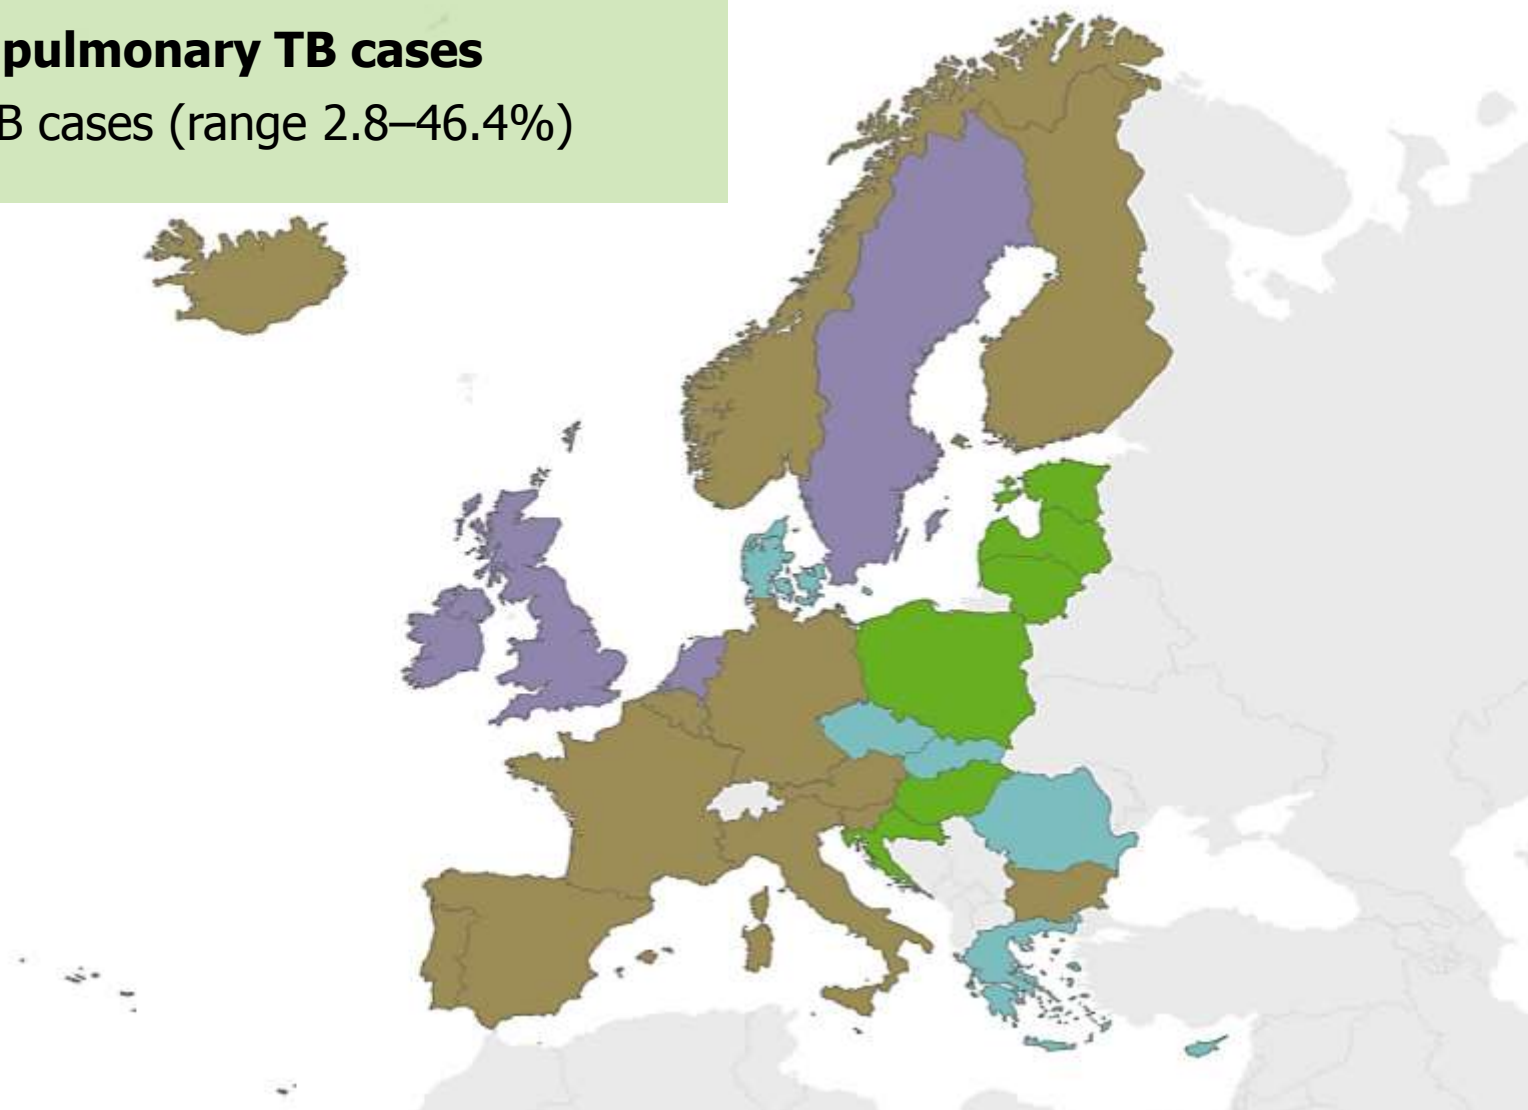 pulmonary TB cases
B cases (range 2.8–46.4%)